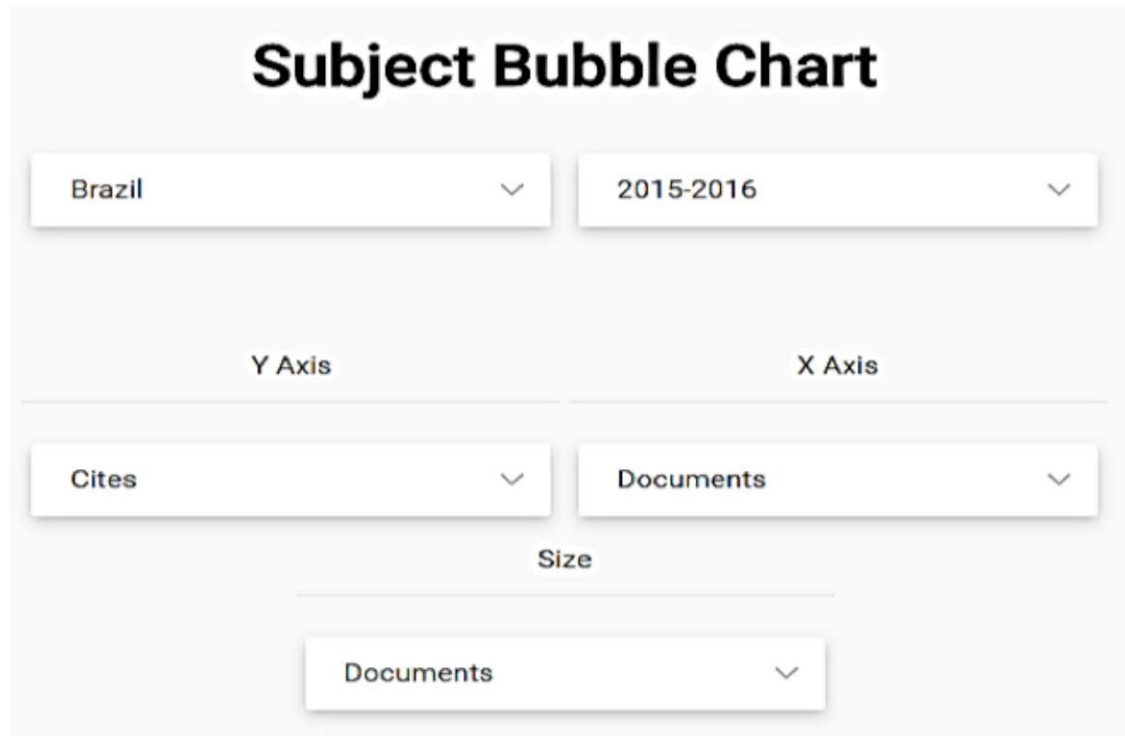 Subject Bubble Chart
Brazil
2015-2016
Y Axis
X Axis
Cites
Documents
Size
Documents